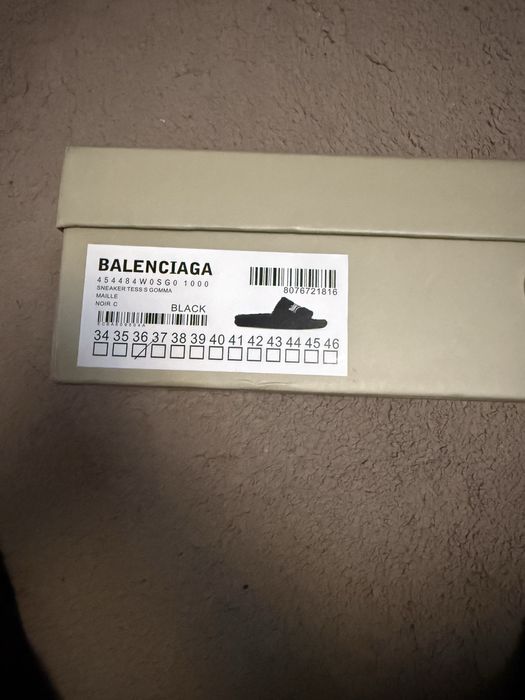 BALENCIAGA
454484W0SG0 1000
SNEAKER TESS S GOMMA
MAILLE
NOIR C
BLACK
8076721816
34 35 36 37 38 39 40 41 42 43 44 45 46